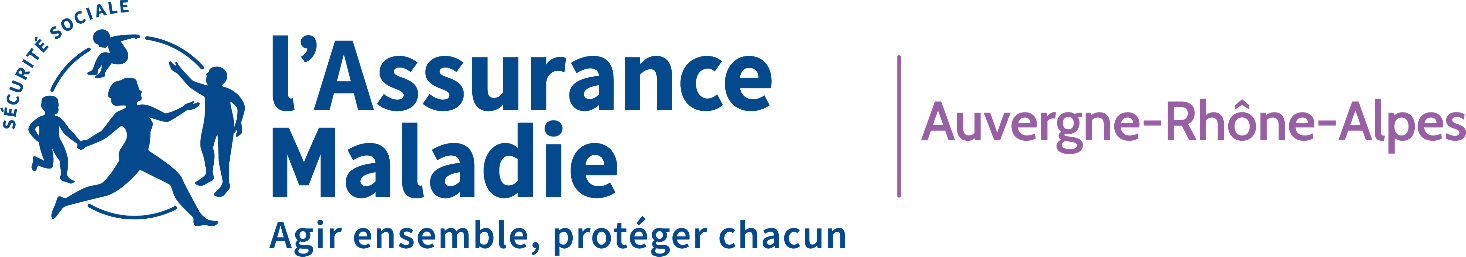 SÉCURITÉ SOCIALE
l’Assurance
Maladie
Agir ensemble, protéger chacun
Auvergne-Rhône-Alpes